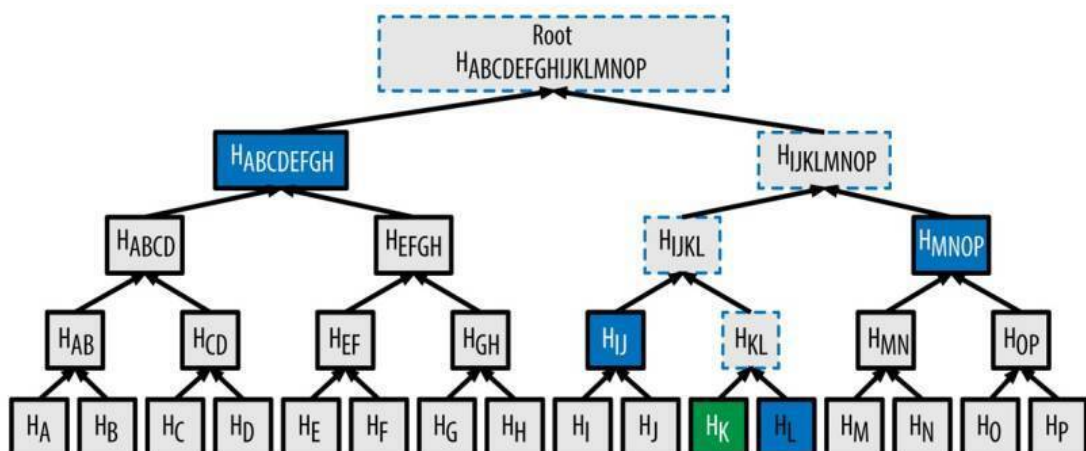 Root
HABCDEFGHIJKLMNOP
HABCDEFGH
HIJKLMNOP
HABCD
HEFGH
HIJKL
HMNOP
HAB
HCD
HEF
HGH
HIJ
HKL
HMN
HOP
HA
HB
HC
HD
HE
HF
HG
HH
HI
HJ
HK
HL
HM
HN
HO
HP